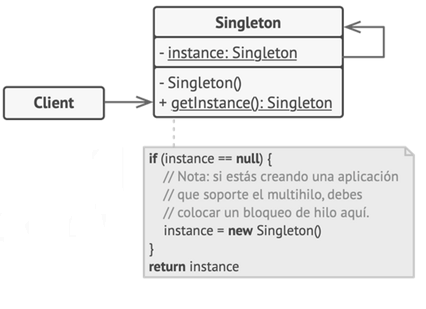 Singleton
- instance: Singleton
- Singleton()
+ getInstance(): Singleton
Client
if (instance == null) {
// Nota: si estás creando una aplicación
// que soporte el multihilo, debes
// colocar un bloqueo de hilo aquí.
instance = new Singleton()
}
return instance